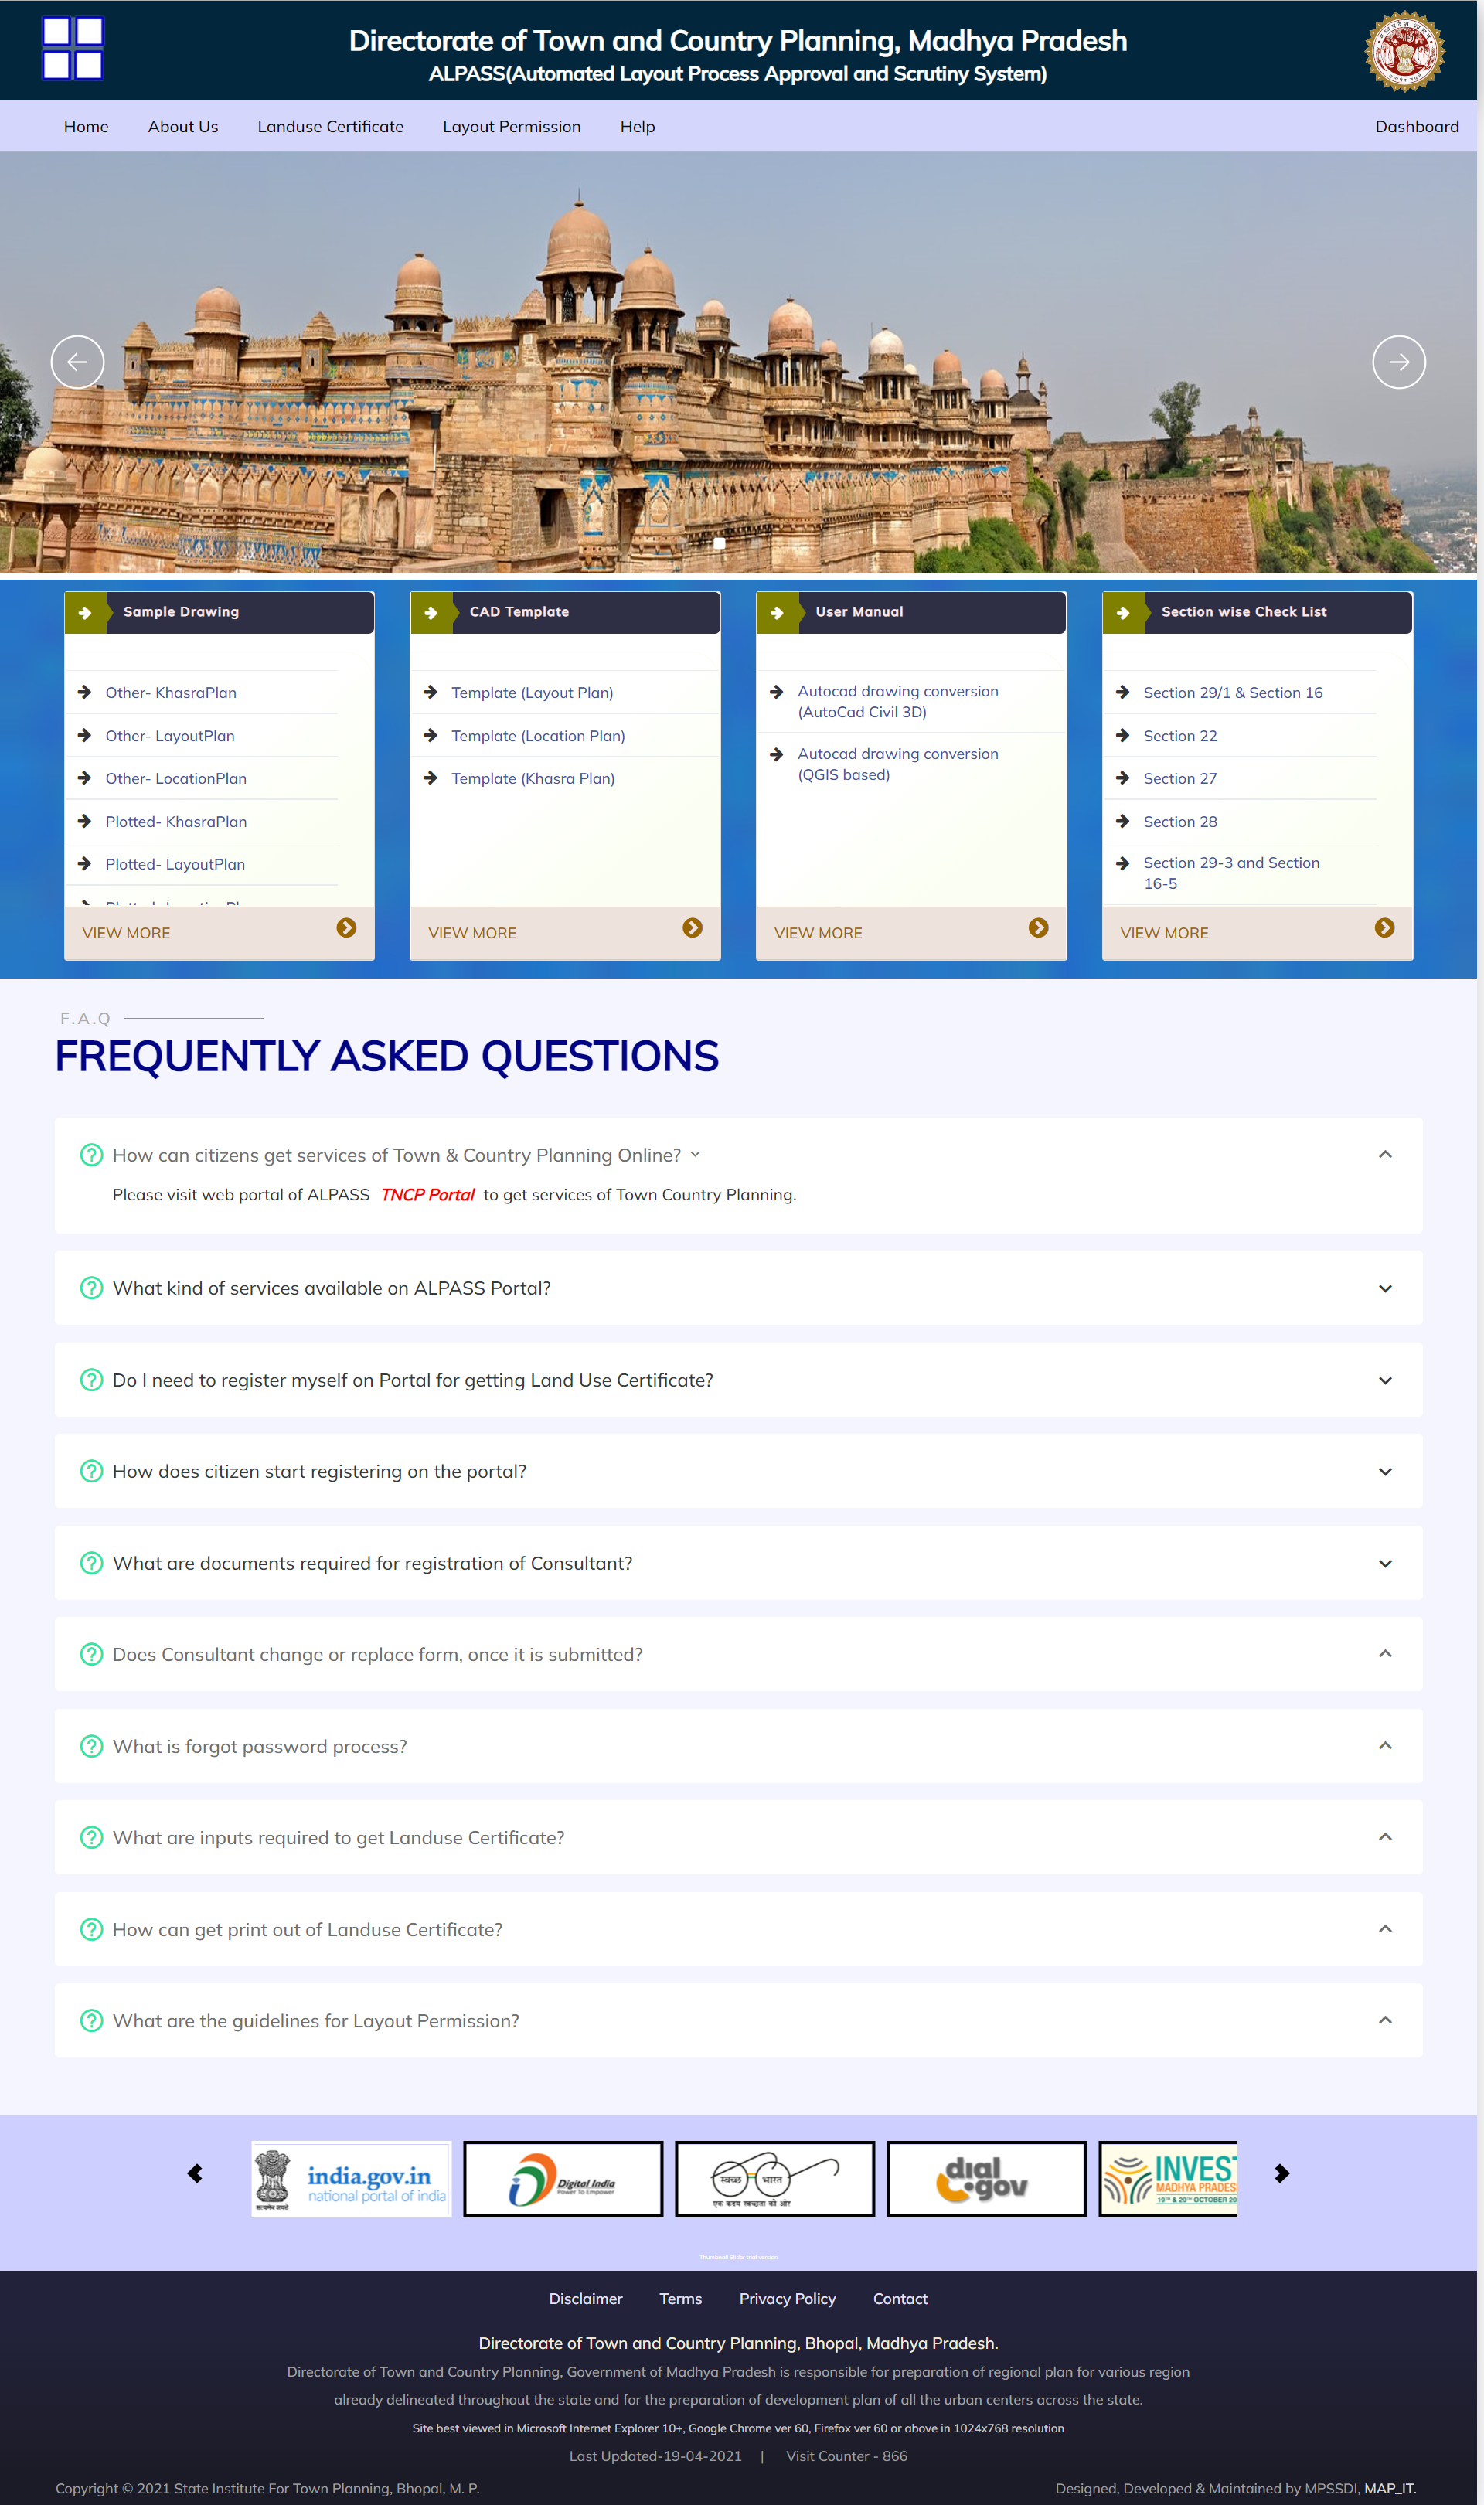 Directorate of Town and Country Planning, Madhya Pradesh
ALPASS(Automated Layout Process Approval and Scrutiny System)
Home
About Us
Landuse Certificate
Layout Permission
Help
Dashboard
Sample Drawing
Other- KhasraPlan
Other- LayoutPlan
Other- LocationPlan
Plotted- KhasraPlan
Plotted- LayoutPlan
VIEW MORE
CAD Template
Template (Layout Plan)
Template (Location Plan)
Template (Khasra Plan)
VIEW MORE
User Manual
Autocad drawing conversion
(AutoCad Civil 3D)
Autocad drawing conversion
(QGIS based)
VIEW MORE
Section wise Check List
Section 29/1 & Section 16
Section 22
Section 27
Section 28
Section 29-3 and Section
16-5
VIEW MORE
F.A.Q
FREQUENTLY ASKED QUESTIONS
How can citizens get services of Town & Country Planning Online?
Please visit web portal of ALPASS TNCP Portal to get services of Town Country Planning.
What kind of services available on ALPASS Portal?
Do I need to register myself on Portal for getting Land Use Certificate?
How does citizen start registering on the portal?
What are documents required for registration of Consultant?
Does Consultant change or replace form, once it is submitted?
What is forgot password process?
What are inputs required to get Landuse Certificate?
How can get print out of Landuse Certificate?
What are the guidelines for Layout Permission?
सत्यमेव जयते
india.gov.in
national portal of india
Digital India
Power To Empower
स्वच्छ भारत
एक कदम स्वच्छता की ओर
dial.gov
INVEST
MADHYA PRADES
19TH & 20TH OCTOBER 20
Thumbnail Slider trial version
Disclaimer
Terms
Privacy Policy
Contact
Directorate of Town and Country Planning, Bhopal, Madhya Pradesh.
Directorate of Town and Country Planning, Government of Madhya Pradesh is responsible for preparation of regional plan for various region
already delineated throughout the state and for the preparation of development plan of all the urban centers across the state.
Site best viewed in Microsoft Internet Explorer 10+, Google Chrome ver 60, Firefox ver 60 or above in 1024x768 resolution
Last Updated-19-04-2021 | Visit Counter - 866
Copyright © 2021 State Institute For Town Planning, Bhopal, M. P.
Designed, Developed & Maintained by MPSSDI, MAP_IT.